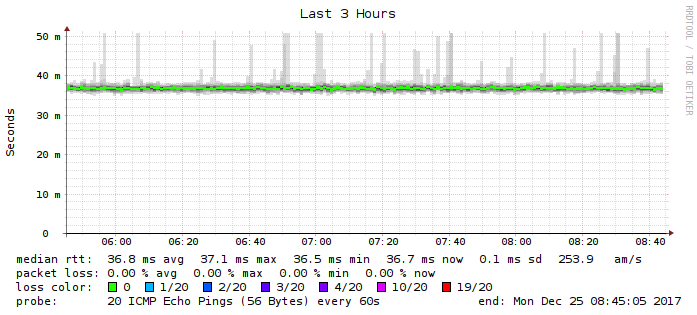 Last 3 Hours
RRDTOOL / TOBI OETIKER
Seconds
50 m
40 m
30 m
20 m
10 m
0
06:00 06:20 06:40 07:00 07:20 07:40 08:00 08:20 08:40
median rtt: 36.8 ms avg 37.1 ms max 36.5 ms min 36.7 ms now 0.1 ms sd 253.9 am/s
packet loss: 0.00 % avg 0.00 % max 0.00 % min 0.00 % now
loss color: 0 1/20 2/20 3/20 4/20 10/20 19/20
probe: 20 ICMP Echo Pings (56 Bytes) every 60s end: Mon Dec 25 08:45:05 2017